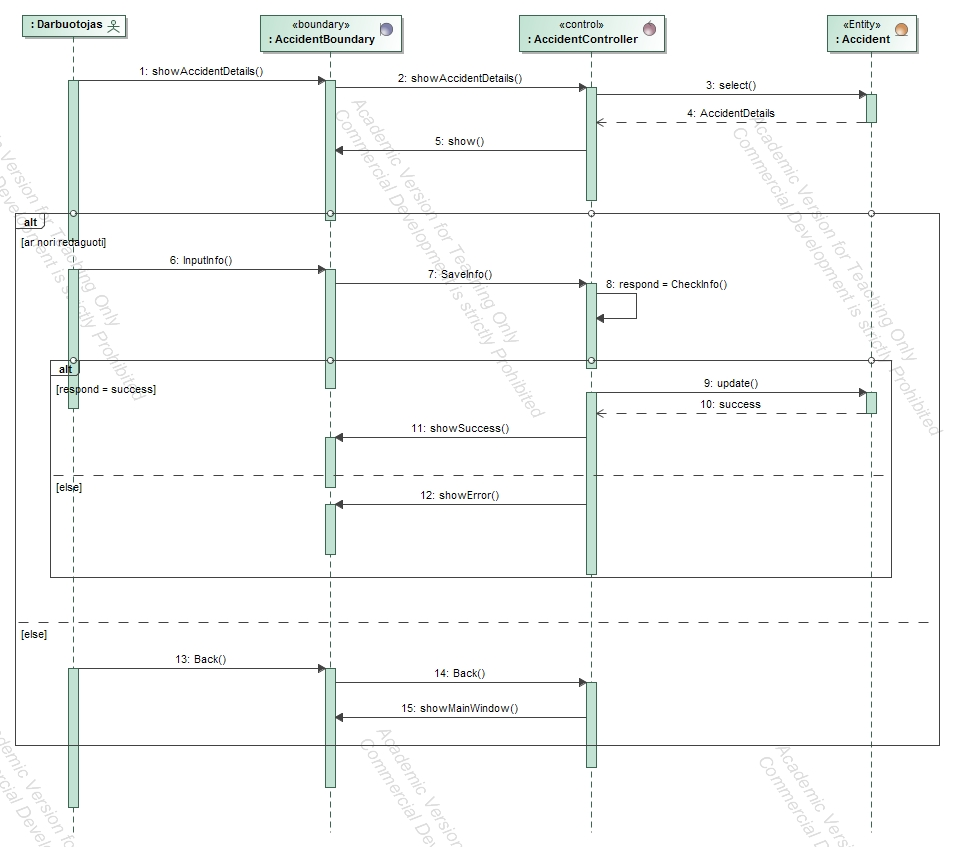 : Darbuotojas
«boundary»
: AccidentBoundary
«control»
: AccidentController
«Entity»
: Accident
1: showAccidentDetails()
2: showAccidentDetails()
3: select()
4: AccidentDetails
5: show()
alt
[ar nori redaguoti]
6: InputInfo()
7: SaveInfo()
8: respond = CheckInfo()
alt
[respond = success]
9: update()
10: success
11: showSuccess()
[else]
12: showError()
[else]
13: Back()
14: Back()
15: showMainWindow()
Academic Version for Teaching Only
Commercial Development is strictly Prohibited
Academic Version for Teaching Only
Commercial Development is strictly Prohibited